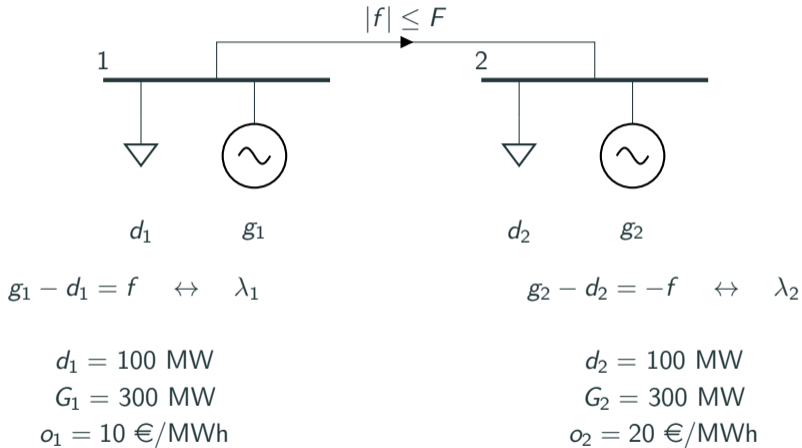 |f| ≤ F
1
2
d₁
g₁
d₂
g₂
g₁ − d₁ = f ↔ λ₁
g₂ − d₂ = −f ↔ λ₂
d₁ = 100 MW
G₁ = 300 MW
o₁ = 10 €/MWh
d₂ = 100 MW
G₂ = 300 MW
o₂ = 20 €/MWh